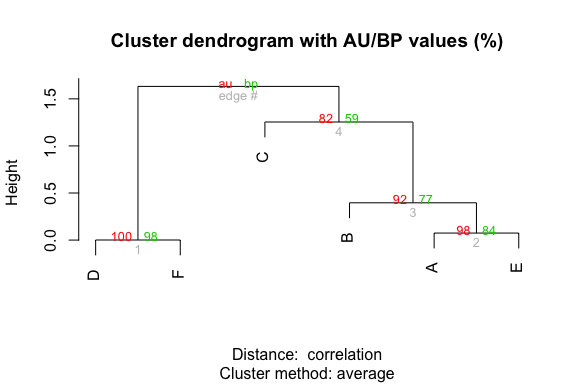 Cluster dendrogram with AU/BP values (%)
Height
0.0 0.5 1.0 1.5
au bp
edge #
82 59
4
C
92 77
3
B
98 84
2
A E
100 98
1
D F
Distance:  correlation
Cluster method: average